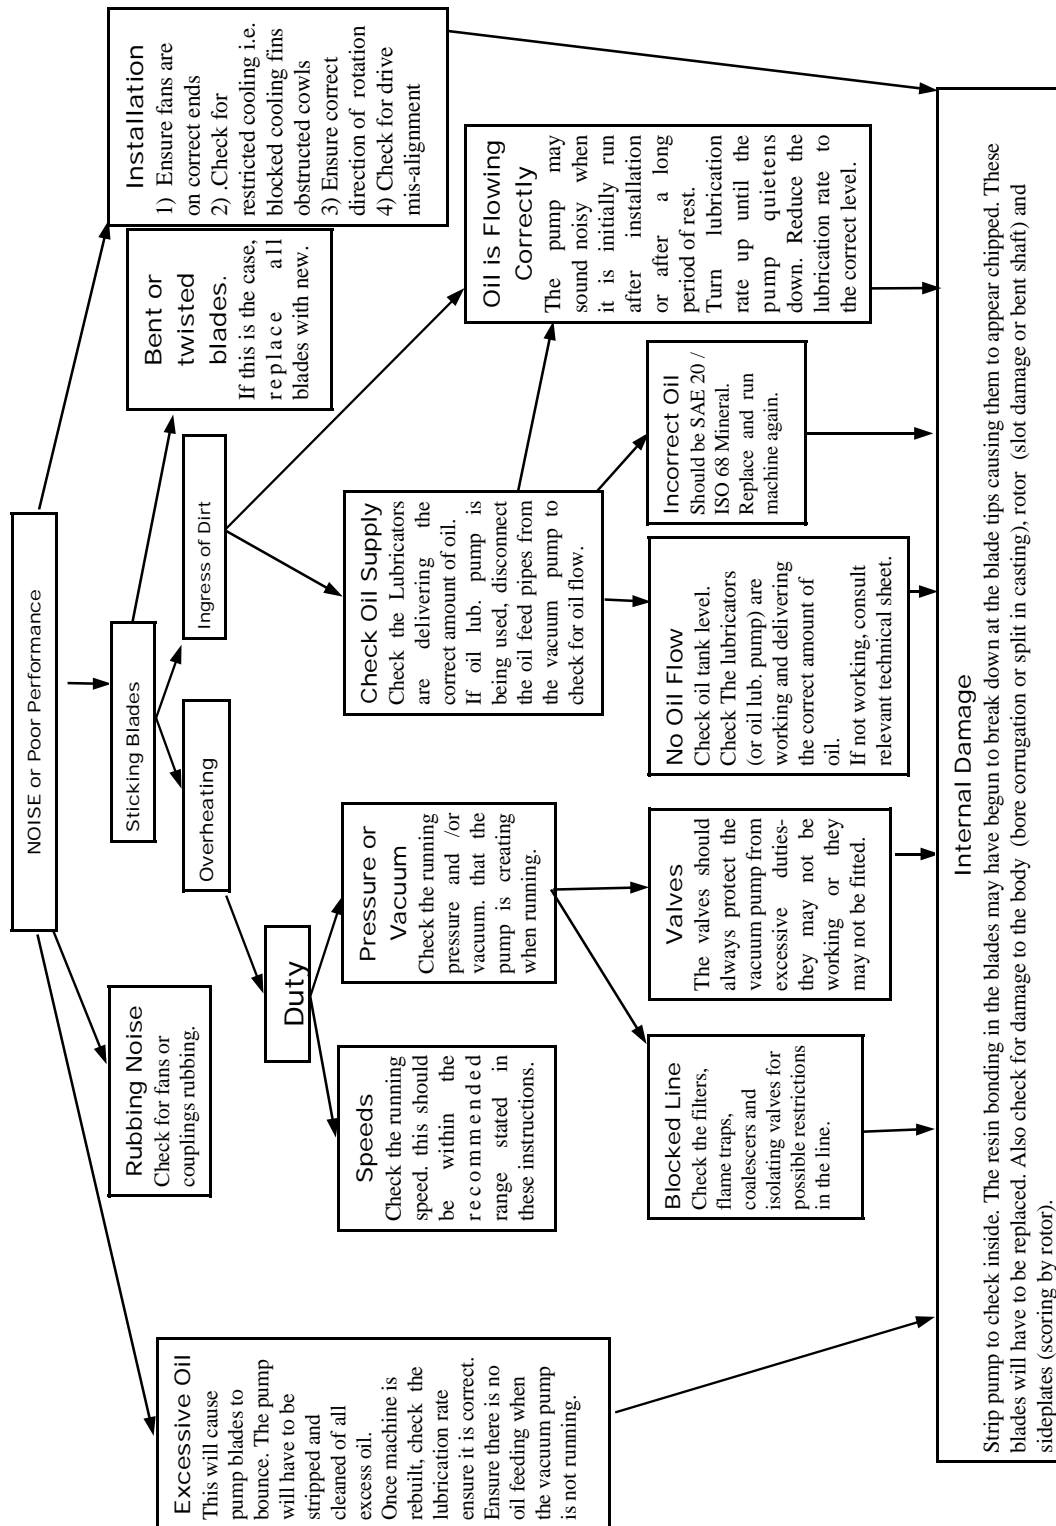 NOISE or Poor Performance
Excessive Oil
This will cause
pump blades to
bounce. The pump
will have to be
stripped and
cleaned of all
excess oil.
Once machine is
rebuilt, check the
lubrication rate
ensure it is correct.
Ensure there is no
oil feeding when
the vacuum pump
is not running.
Rubbing Noise
Check for fans or
couplings rubbing.
Sticking Blades
Installation
1) Ensure fans are
on correct ends
2) .Check for
restricted cooling i.e.
blocked cooling fins
obstructed cowls
3) Ensure correct
direction of rotation
4) Check for drive
mis-alignment
Overheating
Ingress of Dirt
Bent or
twisted
blades.
If this is the case,
replace all
blades with new.
Duty
Speeds
Check the running
speed. this should
be within the
recommended
range stated in
these instructions.
Pressure or
Vacuum
Check the running
pressure and /or
vacuum. that the
pump is creating
when running.
Check Oil Supply
Check the Lubricators
are delivering the
correct amount of oil.
If oil lub. pump is
being used, disconnect
the oil feed pipes from
the vacuum pump to
check for oil flow.
Oil is Flowing
Correctly
The pump may
sound noisy when
it is initially run
after installation
or after a long
period of rest.
Turn lubrication
rate up until the
pump quietens
down. Reduce the
lubrication rate to
the correct level.
Blocked Line
Check the filters,
flame traps,
coalescers and
isolating valves for
possible restrictions
in the line.
Valves
The valves should
always protect the
vacuum pump from
excessive duties-
they may not be
working or they
may not be fitted.
No Oil Flow
Check oil tank level.
Check The lubricators
(or oil lub. pump) are
working and delivering
the correct amount of
oil.
If not working, consult
relevant technical sheet.
Incorrect Oil
Should be SAE 20 /
ISO 68 Mineral.
Replace and run
machine again.
Internal Damage
Strip pump to check inside. The resin bonding in the blades may have begun to break down at the blade tips causing them to appear chipped. These
blades will have to be replaced. Also check for damage to the body (bore corrugation or split in casting), rotor (slot damage or bent shaft) and
sideplates (scoring by rotor).